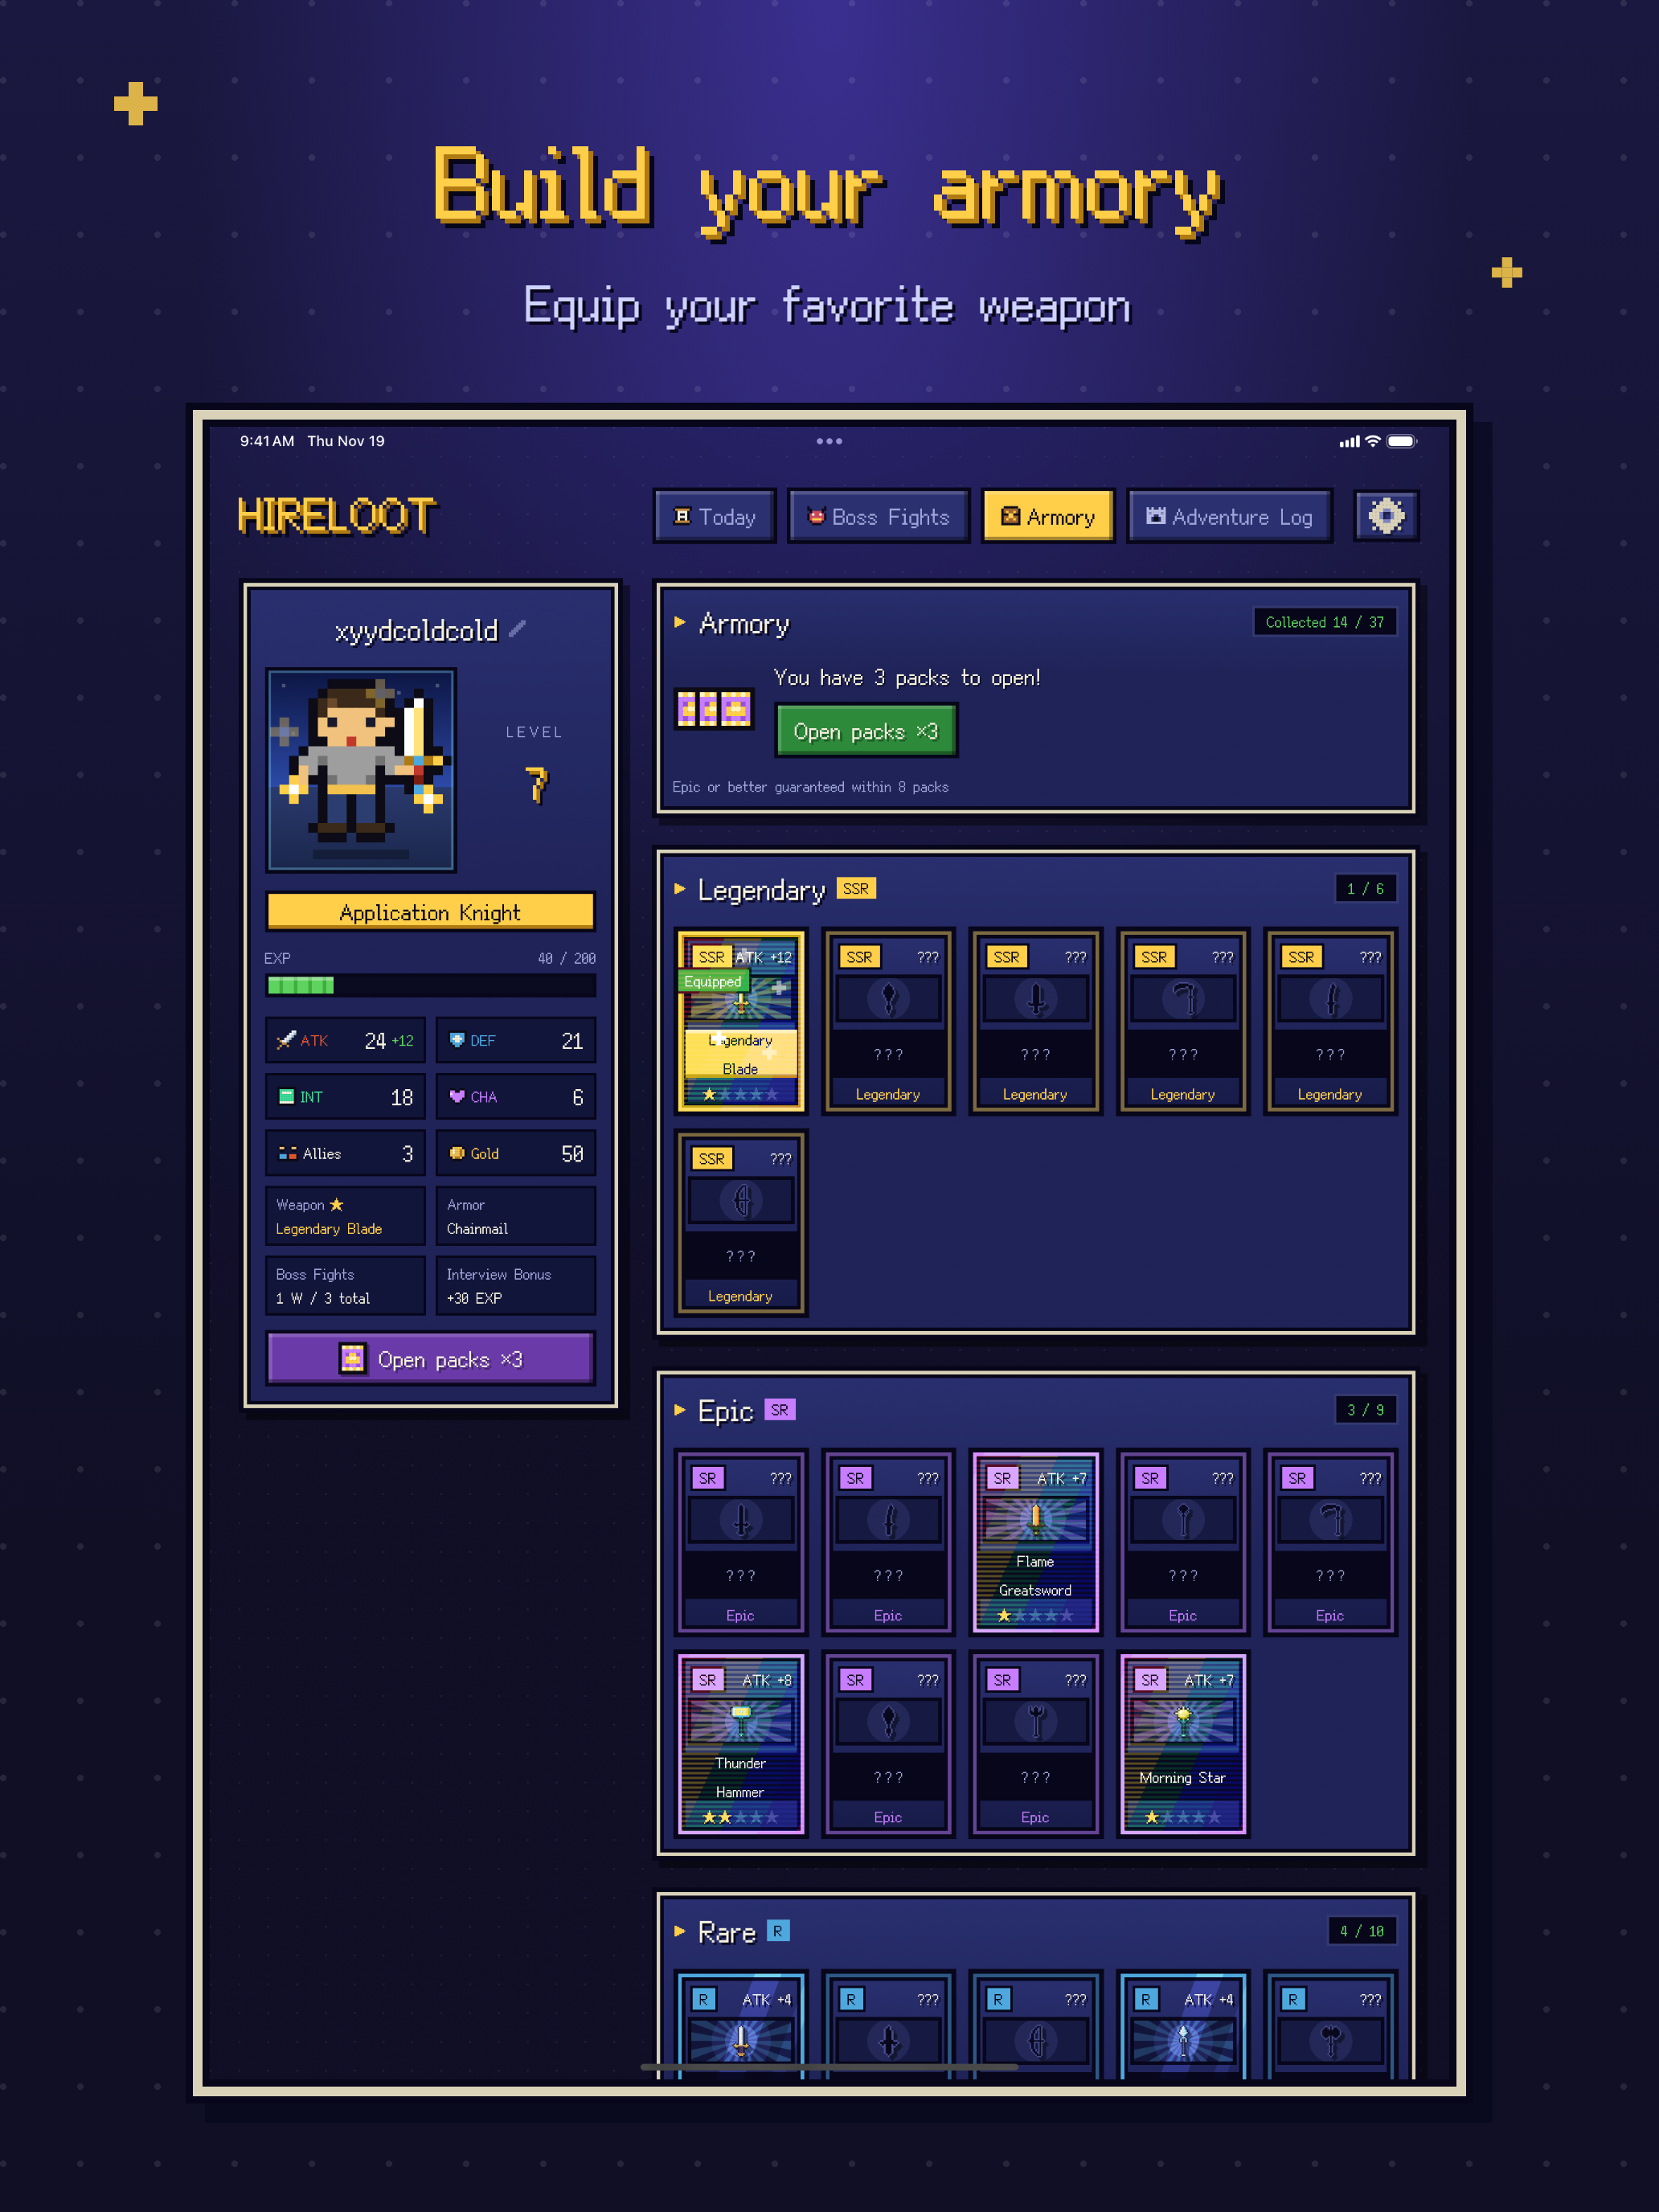 Build your armory
Equip your favorite weapon
9:41 AM Thu Nov 19
HIRELOOT
Today
Boss Fights
Armory
Adventure Log
xyydcoldcold
LEVEL
7
Application Knight
EXP 40 / 200
ATK 24 +12
DEF 21
INT 18
CHA 6
Allies 3
Gold 50
Weapon
Legendary Blade
Armor
Chainmail
Boss Fights
1 W / 3 total
Interview Bonus
+30 EXP
Open packs ×3
Armory
Collected 14 / 37
You have 3 packs to open!
Open packs ×3
Epic or better guaranteed within 8 packs
Legendary SSR
1 / 6
SSR ATK +12
Equipped
Legendary
Blade
SSR ???
???
Legendary
SSR ???
???
Legendary
SSR ???
???
Legendary
SSR ???
???
Legendary
SSR ???
???
Legendary
Epic SR
3 / 9
SR ???
???
Epic
SR ???
???
Epic
SR ATK +7
Flame
Greatsword
SR ???
???
Epic
SR ???
???
Epic
SR ATK +8
Thunder
Hammer
SR ???
???
Epic
SR ???
???
Epic
SR ATK +7
Morning Star
Rare R
4 / 10
R ATK +4
R ???
R ???
R ATK +4
R ???